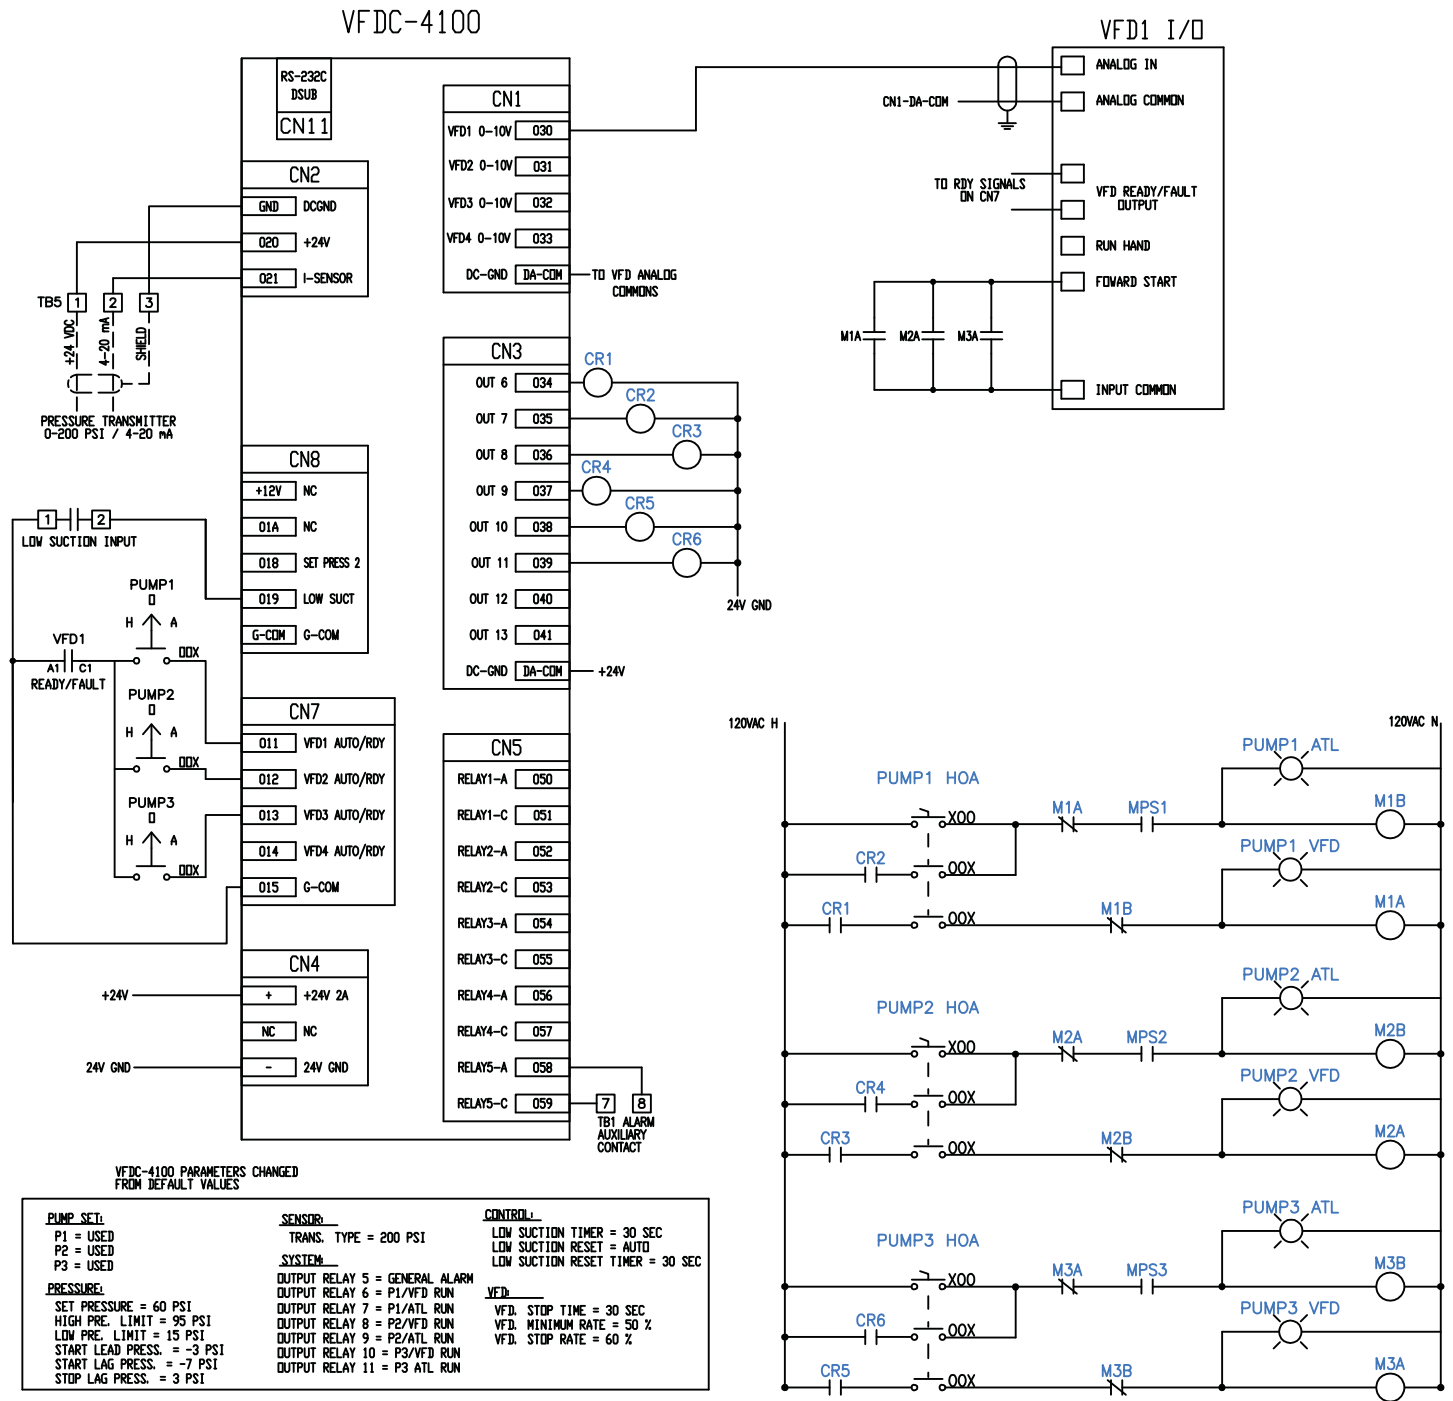 VFDC-4100
RS-232C
DSUB
CN11
CN2
GND DCGND
020 +24V
021 I-SENSOR
TB5 1 2 3
+24 VDC
4-20 mA
SHIELD
PRESSURE TRANSMITTER
0-200 PSI / 4-20 mA
CN8
+12V NC
01A NC
018 SET PRESS 2
019 LOW SUCT
G-COM G-COM
1 2
LOW SUCTION INPUT
PUMP1
H A
OOX
VFD1
A1 C1
READY/FAULT
PUMP2
H A
OOX
PUMP3
H A
OOX
CN7
011 VFD1 AUTO/RDY
012 VFD2 AUTO/RDY
013 VFD3 AUTO/RDY
014 VFD4 AUTO/RDY
015 G-COM
CN4
+24V + +24V 2A
NC NC
24V GND - 24V GND
CN1
VFD1 0-10V 030
VFD2 0-10V 031
VFD3 0-10V 032
VFD4 0-10V 033
DC-GND DA-COM TO VFD ANALOG
COMMONS
CN3
OUT 6 034 CR1
OUT 7 035 CR2
OUT 8 036 CR3
OUT 9 037 CR4
OUT 10 038 CR5
OUT 11 039 CR6
OUT 12 040
24V GND
OUT 13 041
DC-GND DA-COM +24V
CN5
RELAY1-A 050
RELAY1-C 051
RELAY2-A 052
RELAY2-C 053
RELAY3-A 054
RELAY3-C 055
RELAY4-A 056
RELAY4-C 057
RELAY5-A 058
RELAY5-C 059 7 8
TB1 ALARM
AUXILIARY
CONTACT
VFD1 I/O
ANALOG IN
CN1-DA-COM ANALOG COMMON
TO RDY SIGNALS
ON CN7
VFD READY/FAULT
OUTPUT
RUN HAND
FOWARD START
M1A M2A M3A
INPUT COMMON
120VAC H
120VAC N
PUMP1 ATL
PUMP1 HOA
XOO M1A MPS1 M1B
PUMP1 VFD
CR2 OOX
CR1 OOX M1B M1A
PUMP2 ATL
PUMP2 HOA
XOO M2A MPS2 M2B
PUMP2 VFD
CR4 OOX
CR3 OOX M2B M2A
PUMP3 ATL
PUMP3 HOA
XOO M3A MPS3 M3B
PUMP3 VFD
CR6 OOX
CR5 OOX M3B M3A
VFDC-4100 PARAMETERS CHANGED
FROM DEFAULT VALUES
PUMP SET:
P1 = USED
P2 = USED
P3 = USED
PRESSURE:
SET PRESSURE = 60 PSI
HIGH PRE. LIMIT = 95 PSI
LOW PRE. LIMIT = 15 PSI
START LEAD PRESS. = -3 PSI
START LAG PRESS. = -7 PSI
STOP LAG PRESS. = 3 PSI
SENSOR:
TRANS. TYPE = 200 PSI
SYSTEM:
OUTPUT RELAY 5 = GENERAL ALARM
OUTPUT RELAY 6 = P1/VFD RUN
OUTPUT RELAY 7 = P1/ATL RUN
OUTPUT RELAY 8 = P2/VFD RUN
OUTPUT RELAY 9 = P2/ATL RUN
OUTPUT RELAY 10 = P3/VFD RUN
OUTPUT RELAY 11 = P3 ATL RUN
CONTROL:
LOW SUCTION TIMER = 30 SEC
LOW SUCTION RESET = AUTO
LOW SUCTION RESET TIMER = 30 SEC
VFD:
VFD. STOP TIME = 30 SEC
VFD. MINIMUM RATE = 50 %
VFD. STOP RATE = 60 %